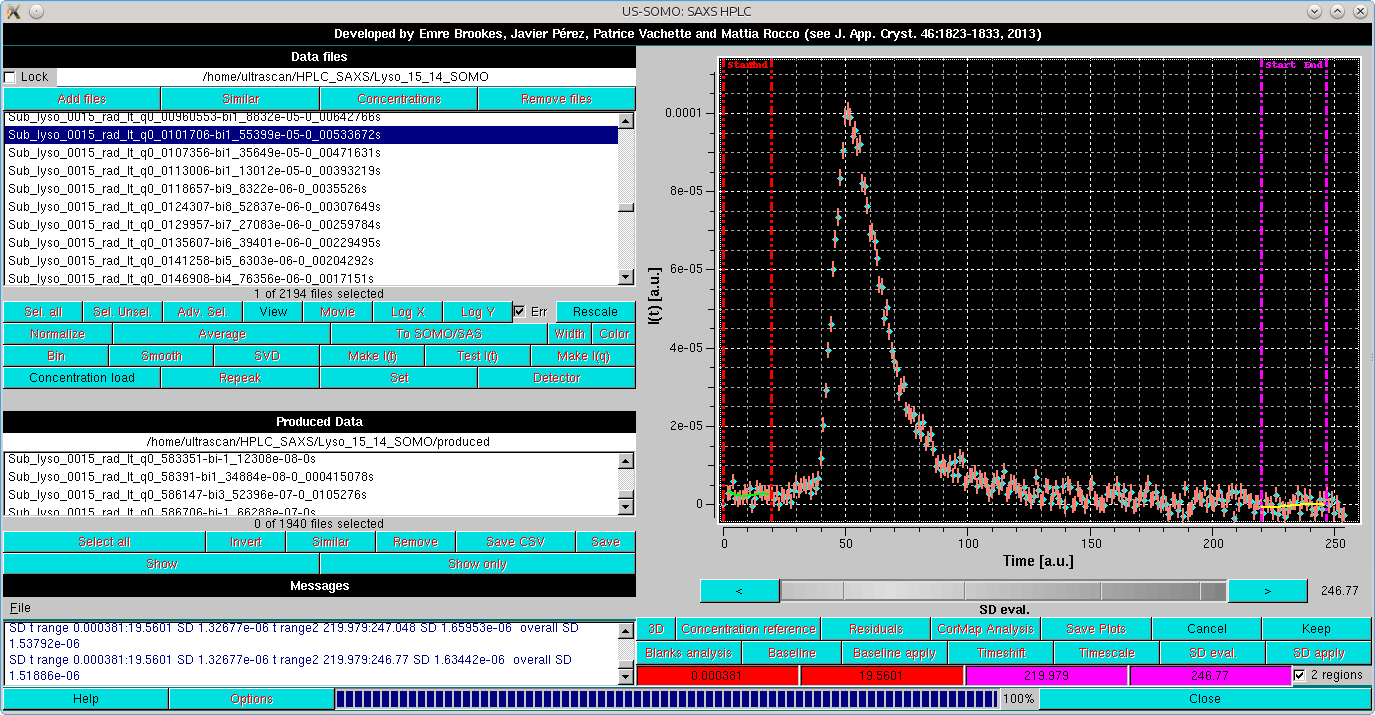 US-SOMO: SAXS HPLC
Developed by Emre Brookes, Javier Pérez, Patrice Vachette and Mattia Rocco (see J. App. Cryst. 46:1823-1833, 2013)
Data files
Lock /home/ultrascan/HPLC_SAXS/Lyso_15_14_SOMO
Add files Similar Concentrations Remove files
Sub_lyso_0015_rad_lt_q0_00960553-bi1_8832e-05-0_00642766s
Sub_lyso_0015_rad_lt_q0_0101706-bi1_55399e-05-0_00533672s
Sub_lyso_0015_rad_lt_q0_0107356-bi1_35649e-05-0_00471631s
Sub_lyso_0015_rad_lt_q0_0113006-bi1_13012e-05-0_00393219s
Sub_lyso_0015_rad_lt_q0_0118657-bi9_8322e-06-0_0035526s
Sub_lyso_0015_rad_lt_q0_0124307-bi8_52837e-06-0_00307649s
Sub_lyso_0015_rad_lt_q0_0129957-bi7_27083e-06-0_00259784s
Sub_lyso_0015_rad_lt_q0_0135607-bi6_39401e-06-0_00229495s
Sub_lyso_0015_rad_lt_q0_0141258-bi5_6303e-06-0_00204292s
Sub_lyso_0015_rad_lt_q0_0146908-bi4_76356e-06-0_0017151s
1 of 2194 files selected
Sel. all Sel. Unsel. Adv. Sel. View Movie Log X Log Y Err Rescale
Normalize Average To SOMO/SAS Width Color
Bin Smooth SVD Make I(t) Test I(t) Make I(q)
Concentration load Repeak Set Detector
Produced Data
/home/ultrascan/HPLC_SAXS/Lyso_15_14_SOMO/produced
Sub_lyso_0015_rad_lt_q0_583351-bi-1_12308e-08-0s
Sub_lyso_0015_rad_lt_q0_58391-bi1_34884e-08-0_000415078s
Sub_lyso_0015_rad_lt_q0_586147-bi3_52396e-07-0_0105276s
Sub_lyso_0015_rad_lt_q0_586706-bi-1_66288e-07-0s
0 of 1940 files selected
Select all Invert Similar Remove Save CSV Save
Show Show only
Messages
File
SD t range 0.000381:19.5601 SD 1.32677e-06 t range2 219.979:247.048 SD 1.65953e-06 overall SD
1.53792e-06
SD t range 0.000381:19.5601 SD 1.32677e-06 t range2 219.979:246.77 SD 1.63442e-06 overall SD
1.51886e-06
Help Options 100% Close
Start End
0.0001
8e-05
6e-05
4e-05
2e-05
0
I(t) [a.u.]
0 50 100 150 200 250
Time [a.u.]
< > 246.77
SD eval.
3D Concentration reference Residuals CorMap Analysis Save Plots Cancel Keep
Blanks analysis Baseline Baseline apply Timeshift Timescale SD eval. SD apply
0.000381 19.5601 219.979 246.77 2 regions